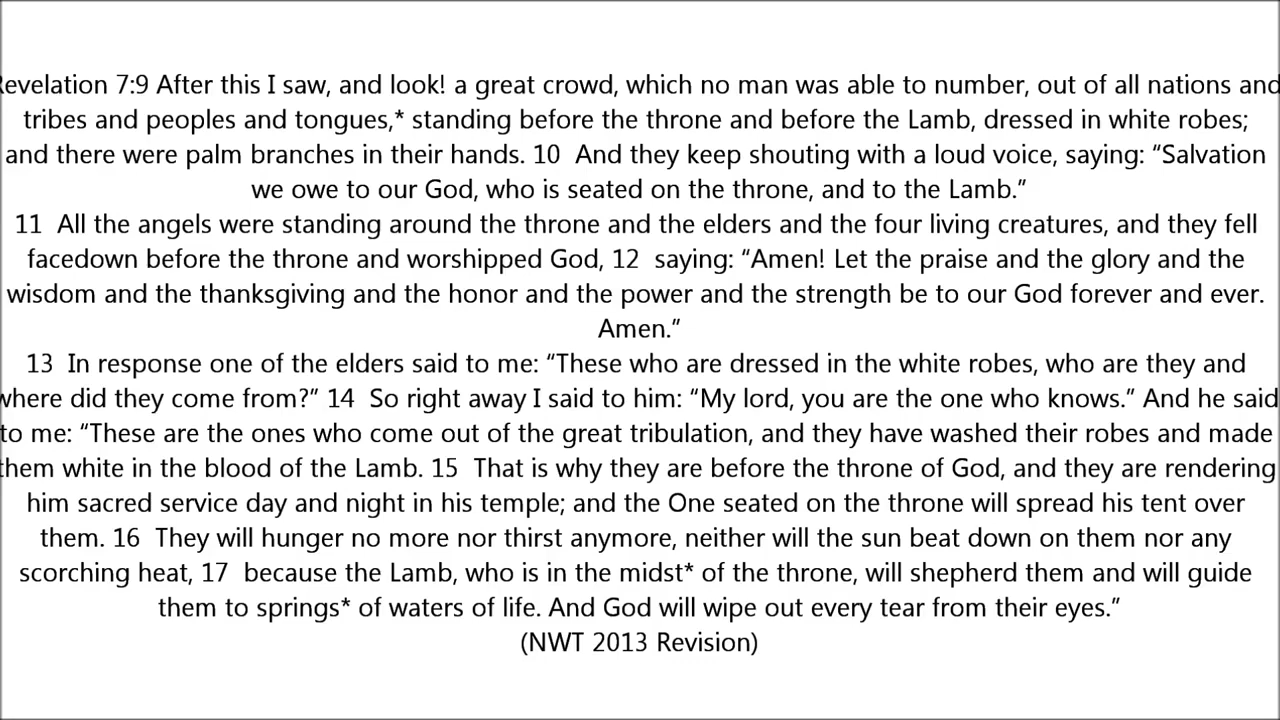 Revelation 7:9 After this I saw, and look! a great crowd, which no man was able to number, out of all nations and
tribes and peoples and tongues,* standing before the throne and before the Lamb, dressed in white robes;
and there were palm branches in their hands. 10  And they keep shouting with a loud voice, saying: “Salvation
we owe to our God, who is seated on the throne, and to the Lamb.”
11  All the angels were standing around the throne and the elders and the four living creatures, and they fell
facedown before the throne and worshipped God, 12  saying: “Amen! Let the praise and the glory and the
wisdom and the thanksgiving and the honor and the power and the strength be to our God forever and ever.
Amen.”
13  In response one of the elders said to me: “These who are dressed in the white robes, who are they and
where did they come from?” 14  So right away I said to him: “My lord, you are the one who knows.” And he said
to me: “These are the ones who come out of the great tribulation, and they have washed their robes and made
them white in the blood of the Lamb. 15  That is why they are before the throne of God, and they are rendering
him sacred service day and night in his temple; and the One seated on the throne will spread his tent over
them. 16  They will hunger no more nor thirst anymore, neither will the sun beat down on them nor any
scorching heat, 17  because the Lamb, who is in the midst* of the throne, will shepherd them and will guide
them to springs* of waters of life. And God will wipe out every tear from their eyes.”
(NWT 2013 Revision)